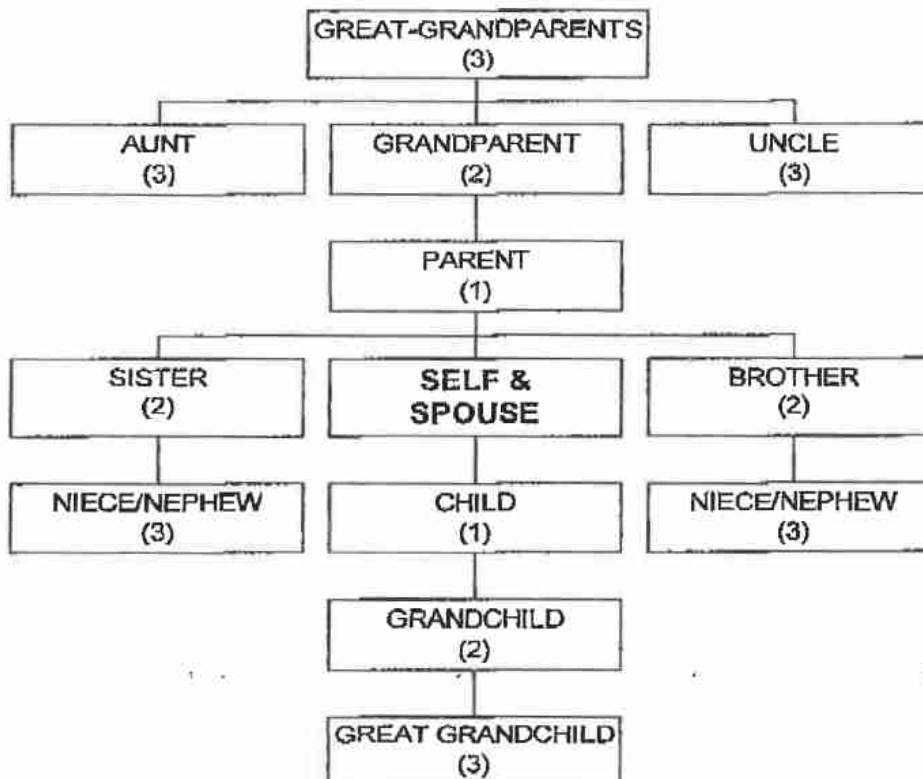 GREAT-GRANDPARENTS
(3)
AUNT
(3)
GRANDPARENT
(2)
UNCLE
(3)
PARENT
(1)
SISTER
(2)
SELF &
SPOUSE
BROTHER
(2)
NIECE/NEPHEW
(3)
CHILD
(1)
NIECE/NEPHEW
(3)
GRANDCHILD
(2)
GREAT GRANDCHILD
(3)